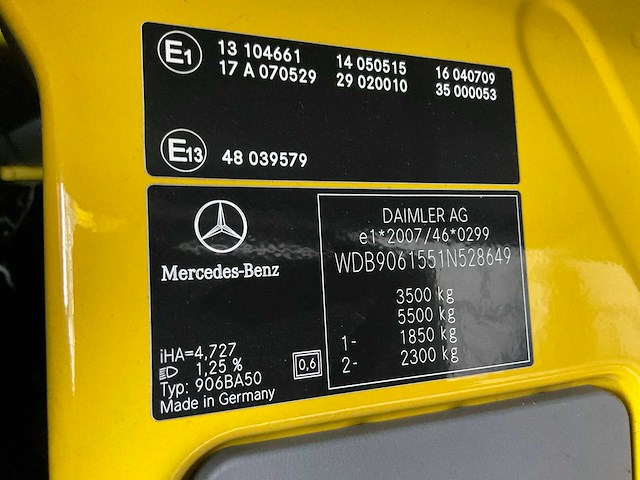 E1 13 104661 14 050515 16 040709
17 A 070529 29 020010 35 000053
E13 48 039579
Mercedes-Benz
DAIMLER AG
e1*2007/46*0299
WDB9061551N528649
3500 kg
5500 kg
1- 1850 kg
2- 2300 kg
iHA=4,727
1,25 %
0,6
Typ: 906BA50
Made in Germany